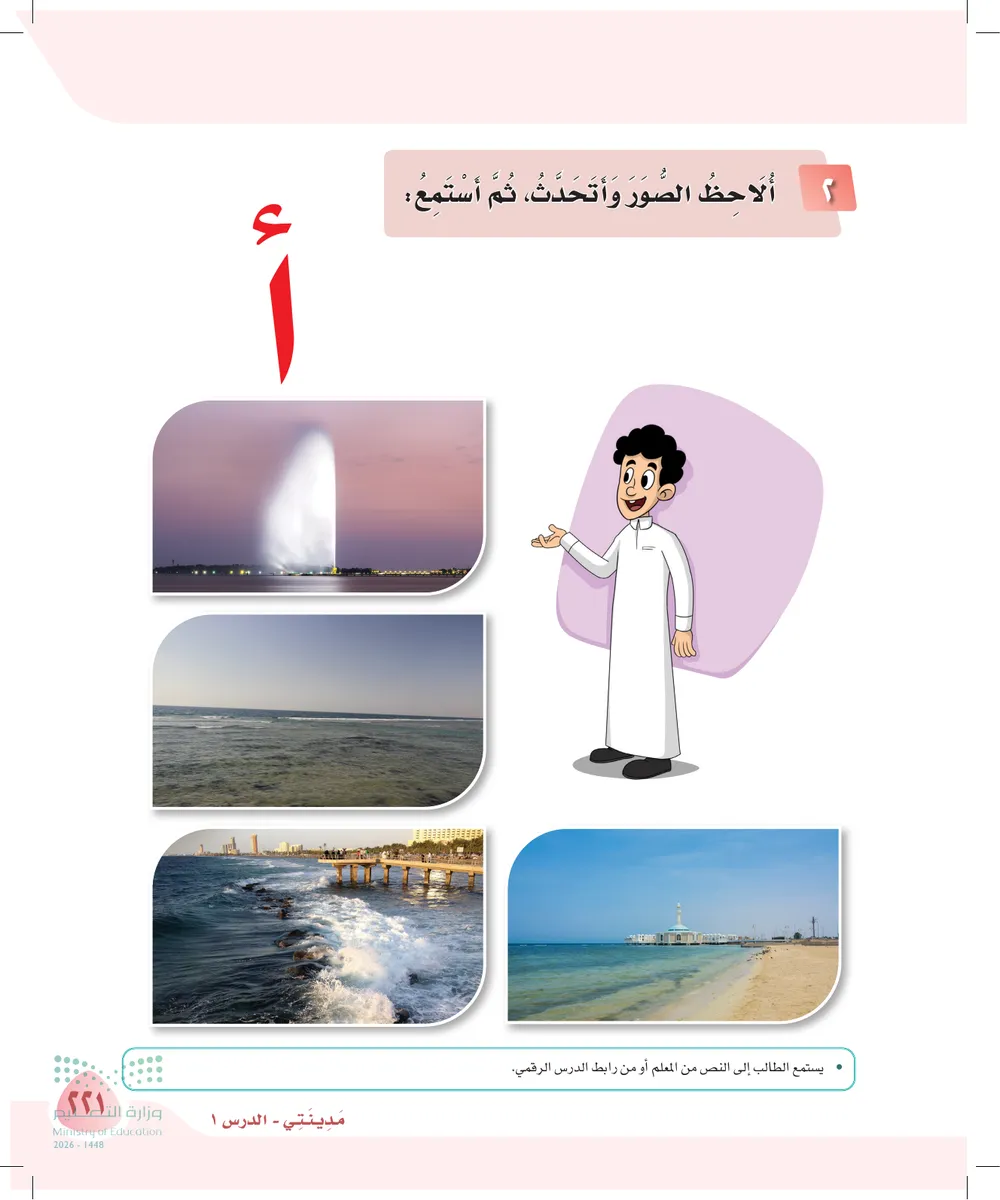 ٢
أُلَاحِظُ الصُّوَرَ وَأَتَحَدَّثُ، ثُمَّ أَسْتَمِعُ:
أ
• يستمع الطالب إلى النص من المعلم أو من رابط الدرس الرقمي.
مَدِينَتِي - الدرس ١
٢٢١
وزارة التعليم
Ministry of Education
2026 - 1448